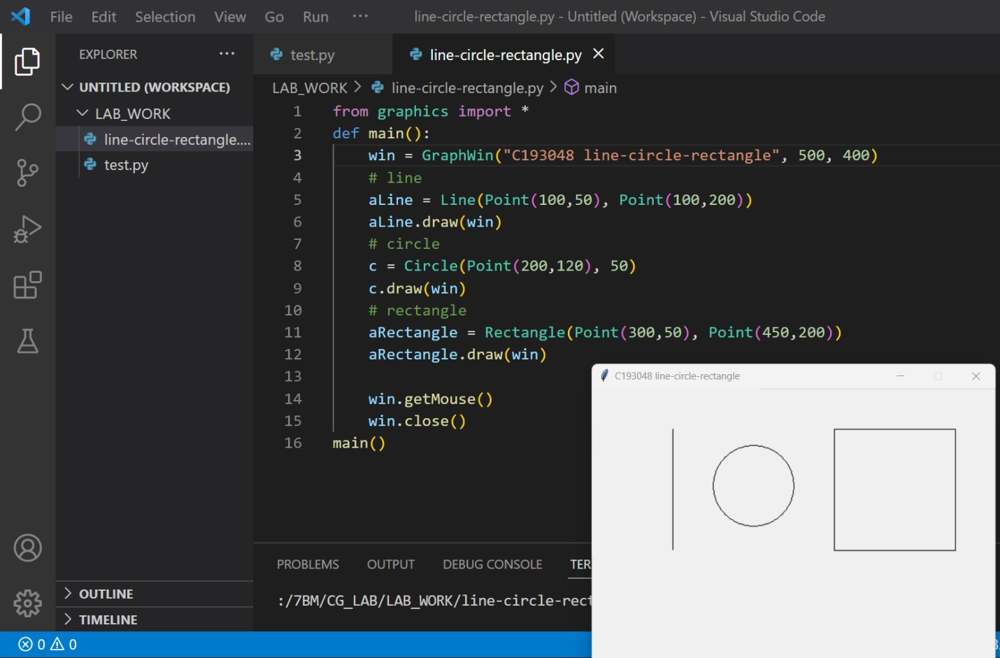 File Edit Selection View Go Run ··· line-circle-rectangle.py - Untitled (Workspace) - Visual Studio Code
EXPLORER ···
UNTITLED (WORKSPACE)
LAB_WORK
line-circle-rectangle....
test.py
OUTLINE
TIMELINE
test.py line-circle-rectangle.py
LAB_WORK > line-circle-rectangle.py > main
1 from graphics import *
2 def main():
3 win = GraphWin("C193048 line-circle-rectangle", 500, 400)
4 # line
5 aLine = Line(Point(100,50), Point(100,200))
6 aLine.draw(win)
7 # circle
8 c = Circle(Point(200,120), 50)
9 c.draw(win)
10 # rectangle
11 aRectangle = Rectangle(Point(300,50), Point(450,200))
12 aRectangle.draw(win)
13
14 win.getMouse()
15 win.close()
16 main()
PROBLEMS OUTPUT DEBUG CONSOLE TER
:/7BM/CG_LAB/LAB_WORK/line-circle-rect
C193048 line-circle-rectangle
0 0